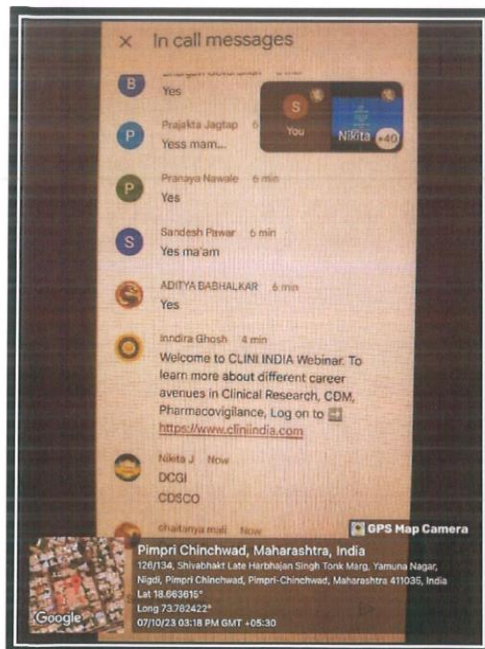 × In call messages
B
Yes
S
You
Nikita +40
P Prajakta Jagtap 6
Yess mam...
P Pranaya Nawale 6 min
Yes
S Sandesh Pawar 6 min
Yes ma'am
ADITYA BABHALKAR 6 min
Yes
Inndira Ghosh 4 min
Welcome to CLINI INDIA Webinar. To
learn more about different career
avenues in Clinical Research, CDM,
Pharmacovigilance, Log on to
https://www.cliniindia.com
Nikita J Now
DCGI
CDSCO
chaitanya mali Now
GPS Map Camera
Pimpri Chinchwad, Maharashtra, India
126/134, Shivabhakt Late Harbhajan Singh Tonk Marg, Yamuna Nagar,
Nigdi, Pimpri Chinchwad, Pimpri-Chinchwad, Maharashtra 411035, India
Lat 18.663615°
Long 73.782422°
07/10/23 03:18 PM GMT +05:30
Google